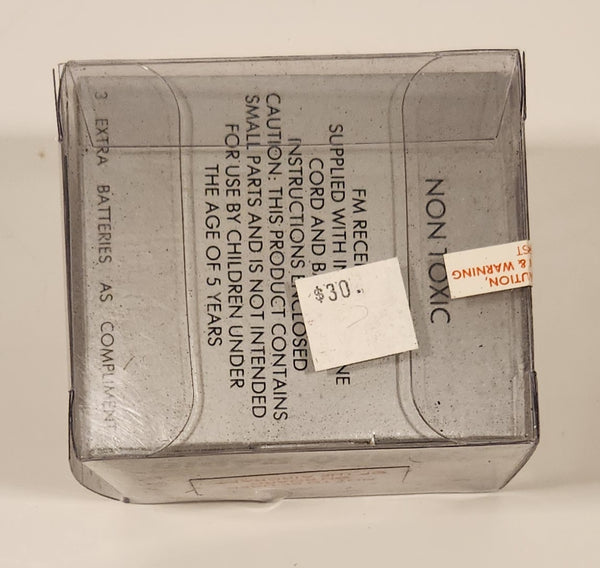 3 EXTRA BATTERIES AS COMPLIMENT
FM RECE
SUPPLIED WITH
CORD AND
INSTRUCTIONS ENCLOSED
CAUTION: THIS PRODUCT CONTAINS
SMALL PARTS AND IS NOT INTENDED
FOR USE BY CHILDREN UNDER
THE AGE OF 5 YEARS
NON TOXIC
$30.
UTION,
& WARNING